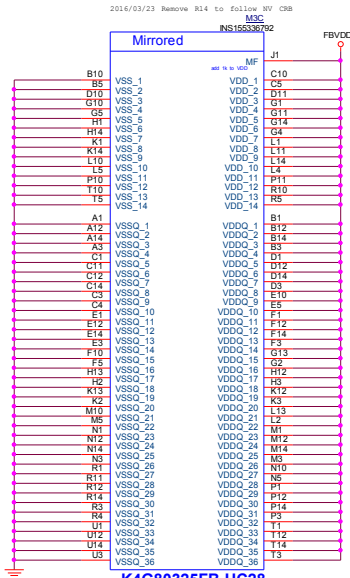 2016/03/23 Remove R14 to follow NV CRB
M3C
INS155336792
Mirrored
FBVDD
J1
MF
add 1k to VDD
B10 VSS_1 VDD_1 C10
B5 VSS_2 VDD_2 C5
D10 VSS_3 VDD_3 D11
G10 VSS_4 VDD_4 G1
G5 VSS_5 VDD_5 G11
H1 VSS_6 VDD_6 G14
H14 VSS_7 VDD_7 G4
K1 VSS_8 VDD_8 L1
K14 VSS_9 VDD_9 L11
L10 VSS_10 VDD_10 L14
L5 VSS_11 VDD_11 L4
P10 VSS_12 VDD_12 P11
T10 VSS_13 VDD_13 R10
T5 VSS_14 VDD_14 R5
A1 VSSQ_1 VDDQ_1 B1
A12 VSSQ_2 VDDQ_2 B12
A14 VSSQ_3 VDDQ_3 B14
A3 VSSQ_4 VDDQ_4 B3
C1 VSSQ_5 VDDQ_5 D1
C11 VSSQ_6 VDDQ_6 D12
C12 VSSQ_7 VDDQ_7 D14
C14 VSSQ_8 VDDQ_8 D3
C3 VSSQ_9 VDDQ_9 E10
C4 VSSQ_10 VDDQ_10 E5
E1 VSSQ_11 VDDQ_11 F1
E12 VSSQ_12 VDDQ_12 F12
E14 VSSQ_13 VDDQ_13 F14
E3 VSSQ_14 VDDQ_14 F3
F10 VSSQ_15 VDDQ_15 G13
F5 VSSQ_16 VDDQ_16 G2
H13 VSSQ_17 VDDQ_17 H12
H2 VSSQ_18 VDDQ_18 H3
K13 VSSQ_19 VDDQ_19 K12
K2 VSSQ_20 VDDQ_20 K3
M10 VSSQ_21 VDDQ_21 L13
M5 VSSQ_22 VDDQ_22 L2
N1 VSSQ_23 VDDQ_23 M1
N12 VSSQ_24 VDDQ_24 M12
N14 VSSQ_25 VDDQ_25 M14
N3 VSSQ_26 VDDQ_26 M3
R1 VSSQ_27 VDDQ_27 N10
R11 VSSQ_28 VDDQ_28 N5
R12 VSSQ_29 VDDQ_29 P1
R14 VSSQ_30 VDDQ_30 P12
R3 VSSQ_31 VDDQ_31 P14
R4 VSSQ_32 VDDQ_32 P3
U1 VSSQ_33 VDDQ_33 T1
U12 VSSQ_34 VDDQ_34 T12
U14 VSSQ_35 VDDQ_35 T14
U3 VSSQ_36 VDDQ_36 T3
K4G80325FB-HC28